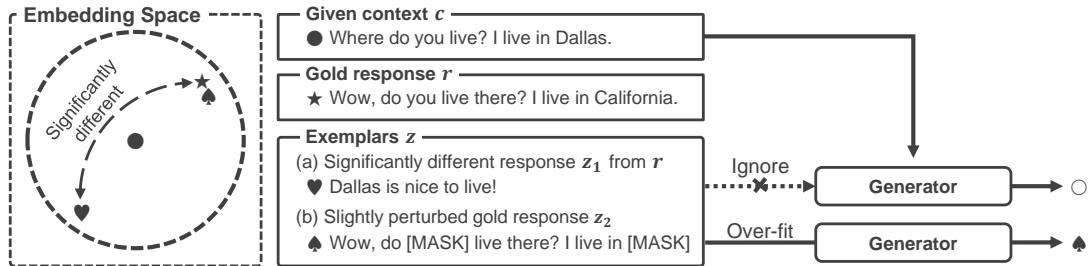 Embedding Space
Significantly
different
Given context c
● Where do you live? I live in Dallas.
Gold response r
★ Wow, do you live there? I live in California.
Exemplars z
(a) Significantly different response z₁ from r
♥ Dallas is nice to live!
(b) Slightly perturbed gold response z₂
♠ Wow, do [MASK] live there? I live in [MASK]
Ignore
Generator
Over-fit
Generator